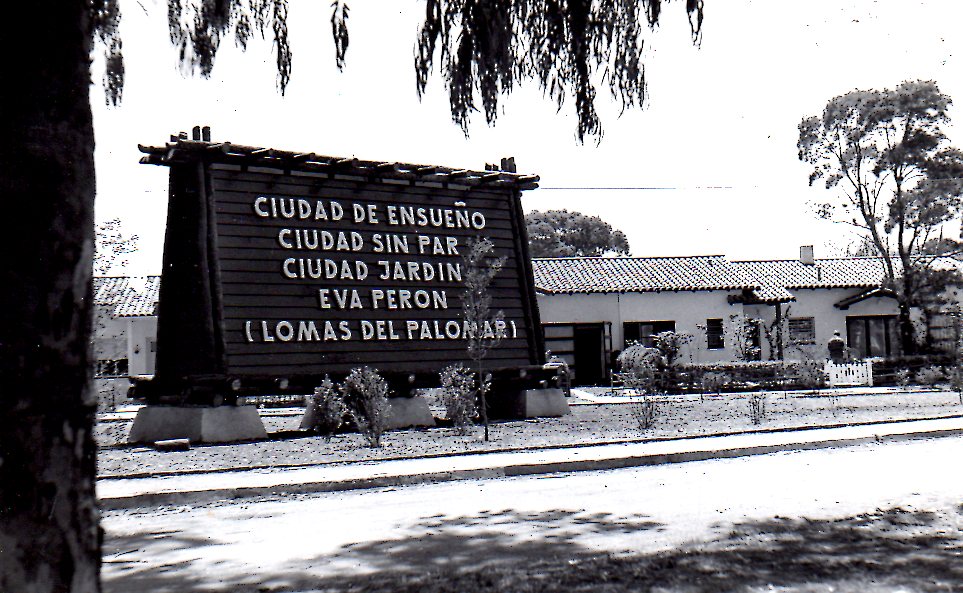 CIUDAD DE ENSUEÑO
CIUDAD SIN PAR
CIUDAD JARDIN
EVA PERON
(LOMAS DEL PALOMAR)